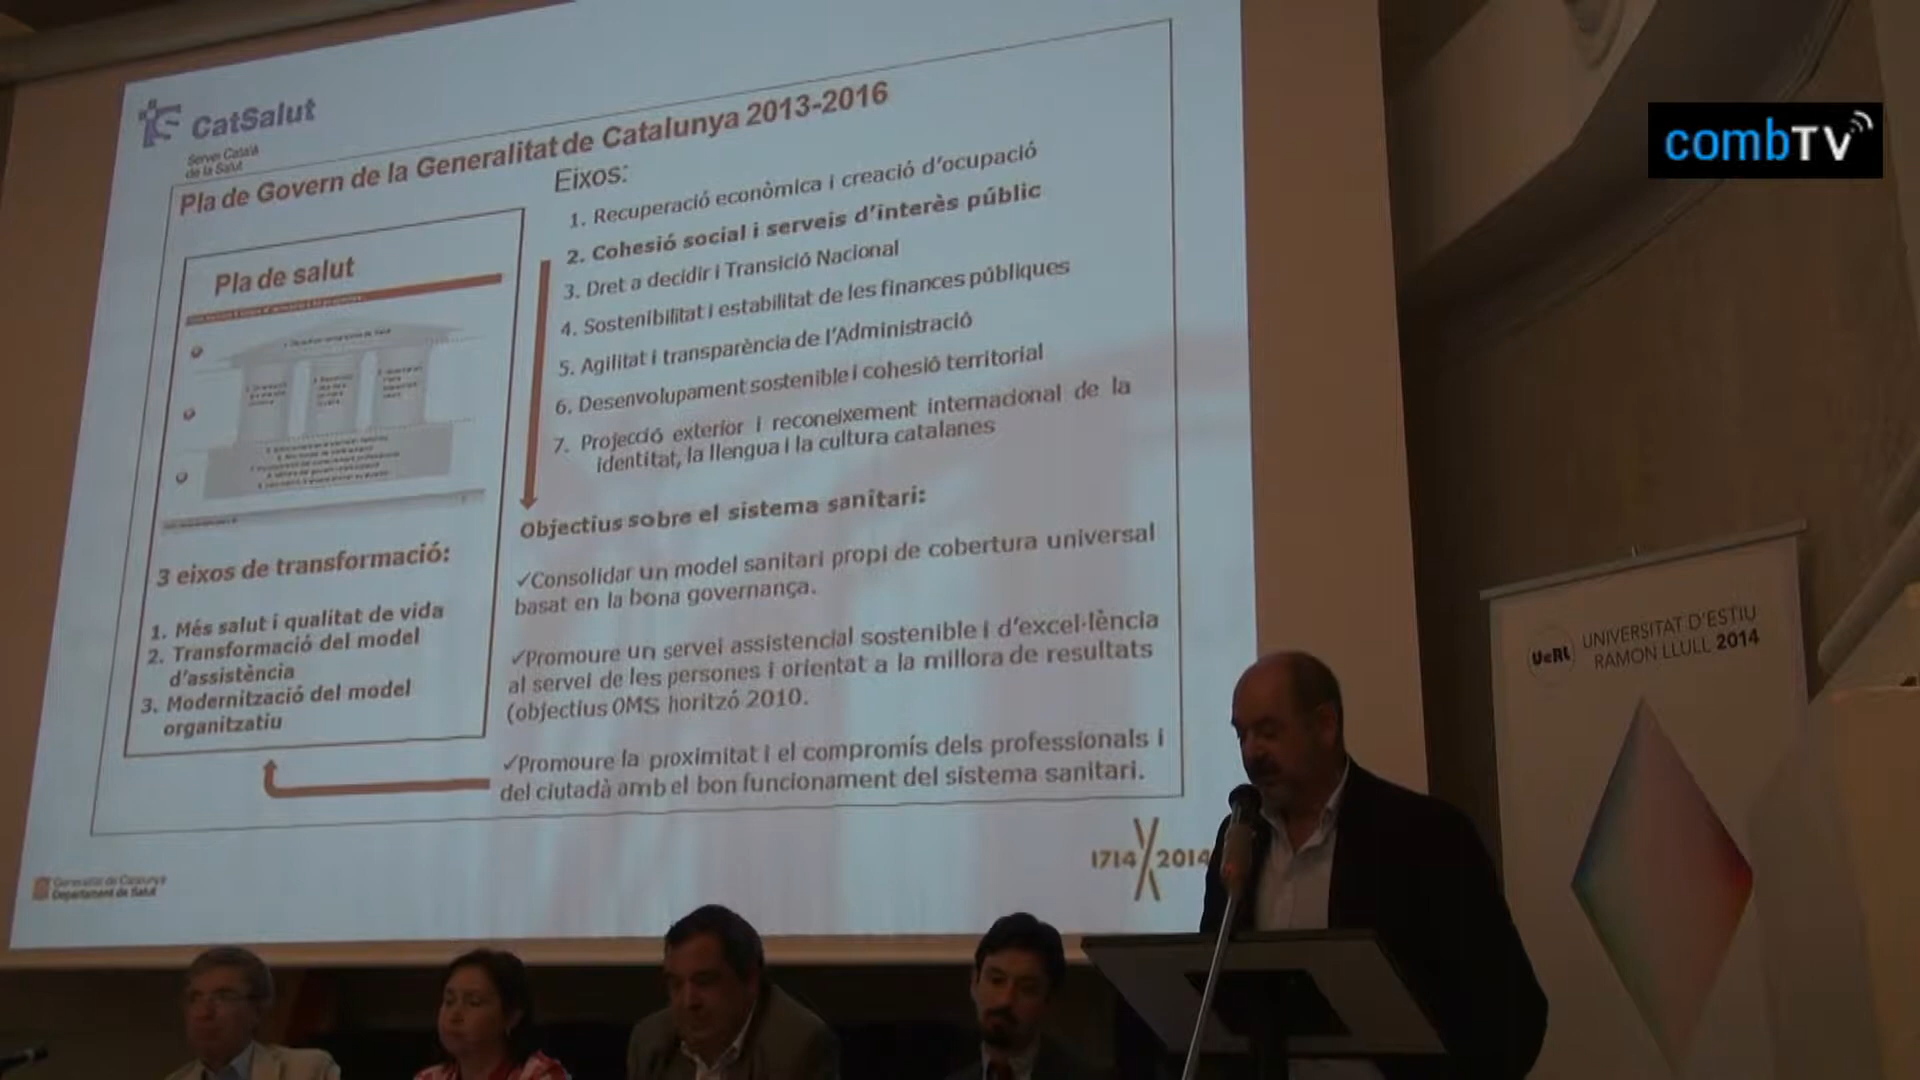 CatSalut
Servei Català
de la Salut
Pla de Govern de la Generalitat de Catalunya 2013-2016
Pla de salut
3 eixos de transformació:
1. Més salut i qualitat de vida
2. Transformació del model
d'assistència
3. Modernització del model
organitzatiu
Eixos:
1. Recuperació econòmica i creació d'ocupació
2. Cohesió social i serveis d'interès públic
3. Dret a decidir i Transició Nacional
4. Sostenibilitat i estabilitat de les finances públiques
5. Agilitat i transparència de l'Administració
6. Desenvolupament sostenible i cohesió territorial
7. Projecció exterior i reconeixement internacional de la
identitat, la llengua i la cultura catalanes
Objectius sobre el sistema sanitari:
✓Consolidar un model sanitari propi de cobertura universal
basat en la bona governança.
✓Promoure un servei assistencial sostenible i d'excel·lència
al servei de les persones i orientat a la millora de resultats
(objectius OMS horitzó 2010.
✓Promoure la proximitat i el compromís dels professionals i
del ciutadà amb el bon funcionament del sistema sanitari.
Generalitat de Catalunya
Departament de Salut
1714 2014
combTV
UeRL UNIVERSITAT D'ESTIU
RAMON LLULL 2014